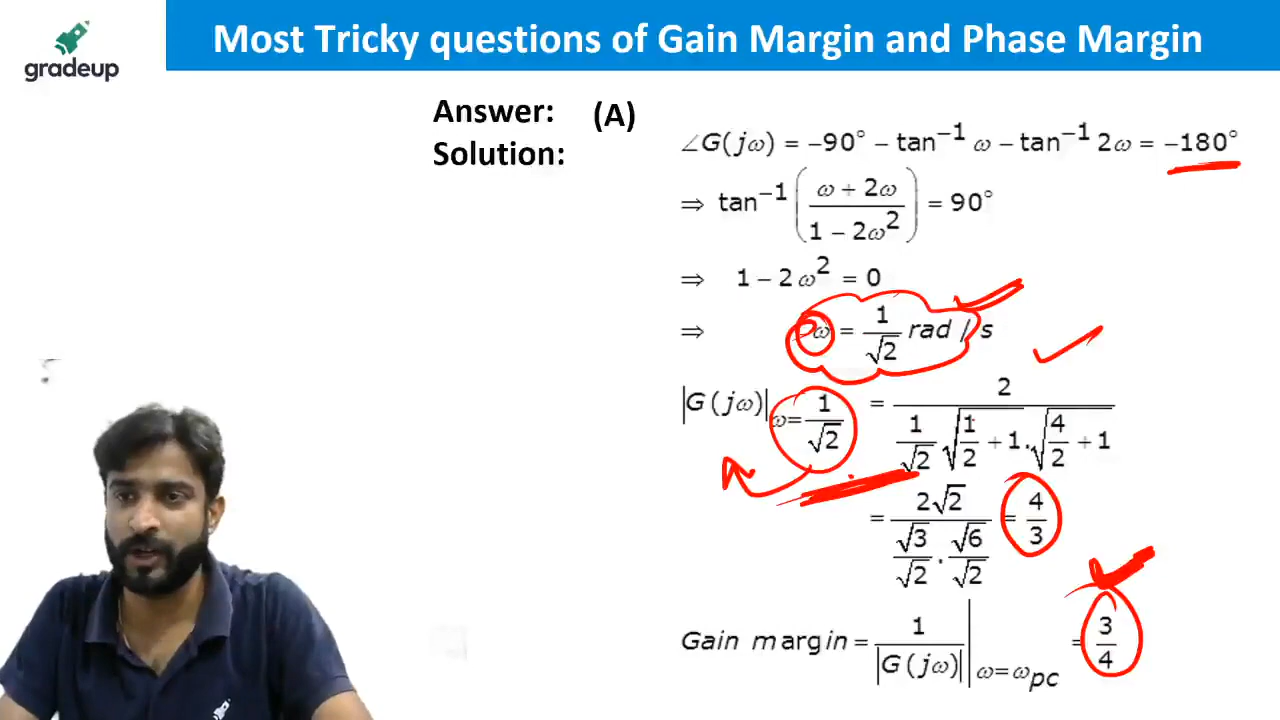 Most Tricky questions of Gain Margin and Phase Margin
gradeup
Answer: (A)
Solution:
∠G(jω) = −90° − tan⁻¹ ω − tan⁻¹ 2ω = −180°
⇒ tan⁻¹((ω + 2ω)/(1 − 2ω²)) = 90°
⇒ 1 − 2ω² = 0
⇒ ω = 1/√2 rad / s
|G(jω)|ω=1/√2 = 2/(1/√2 √(1/2 + 1).√(4/2 + 1))
= 2√2/(√3/√2 . √6/√2) = 4/3
Gain margin = 1/|G(jω)| |ω=ωpc = 3/4